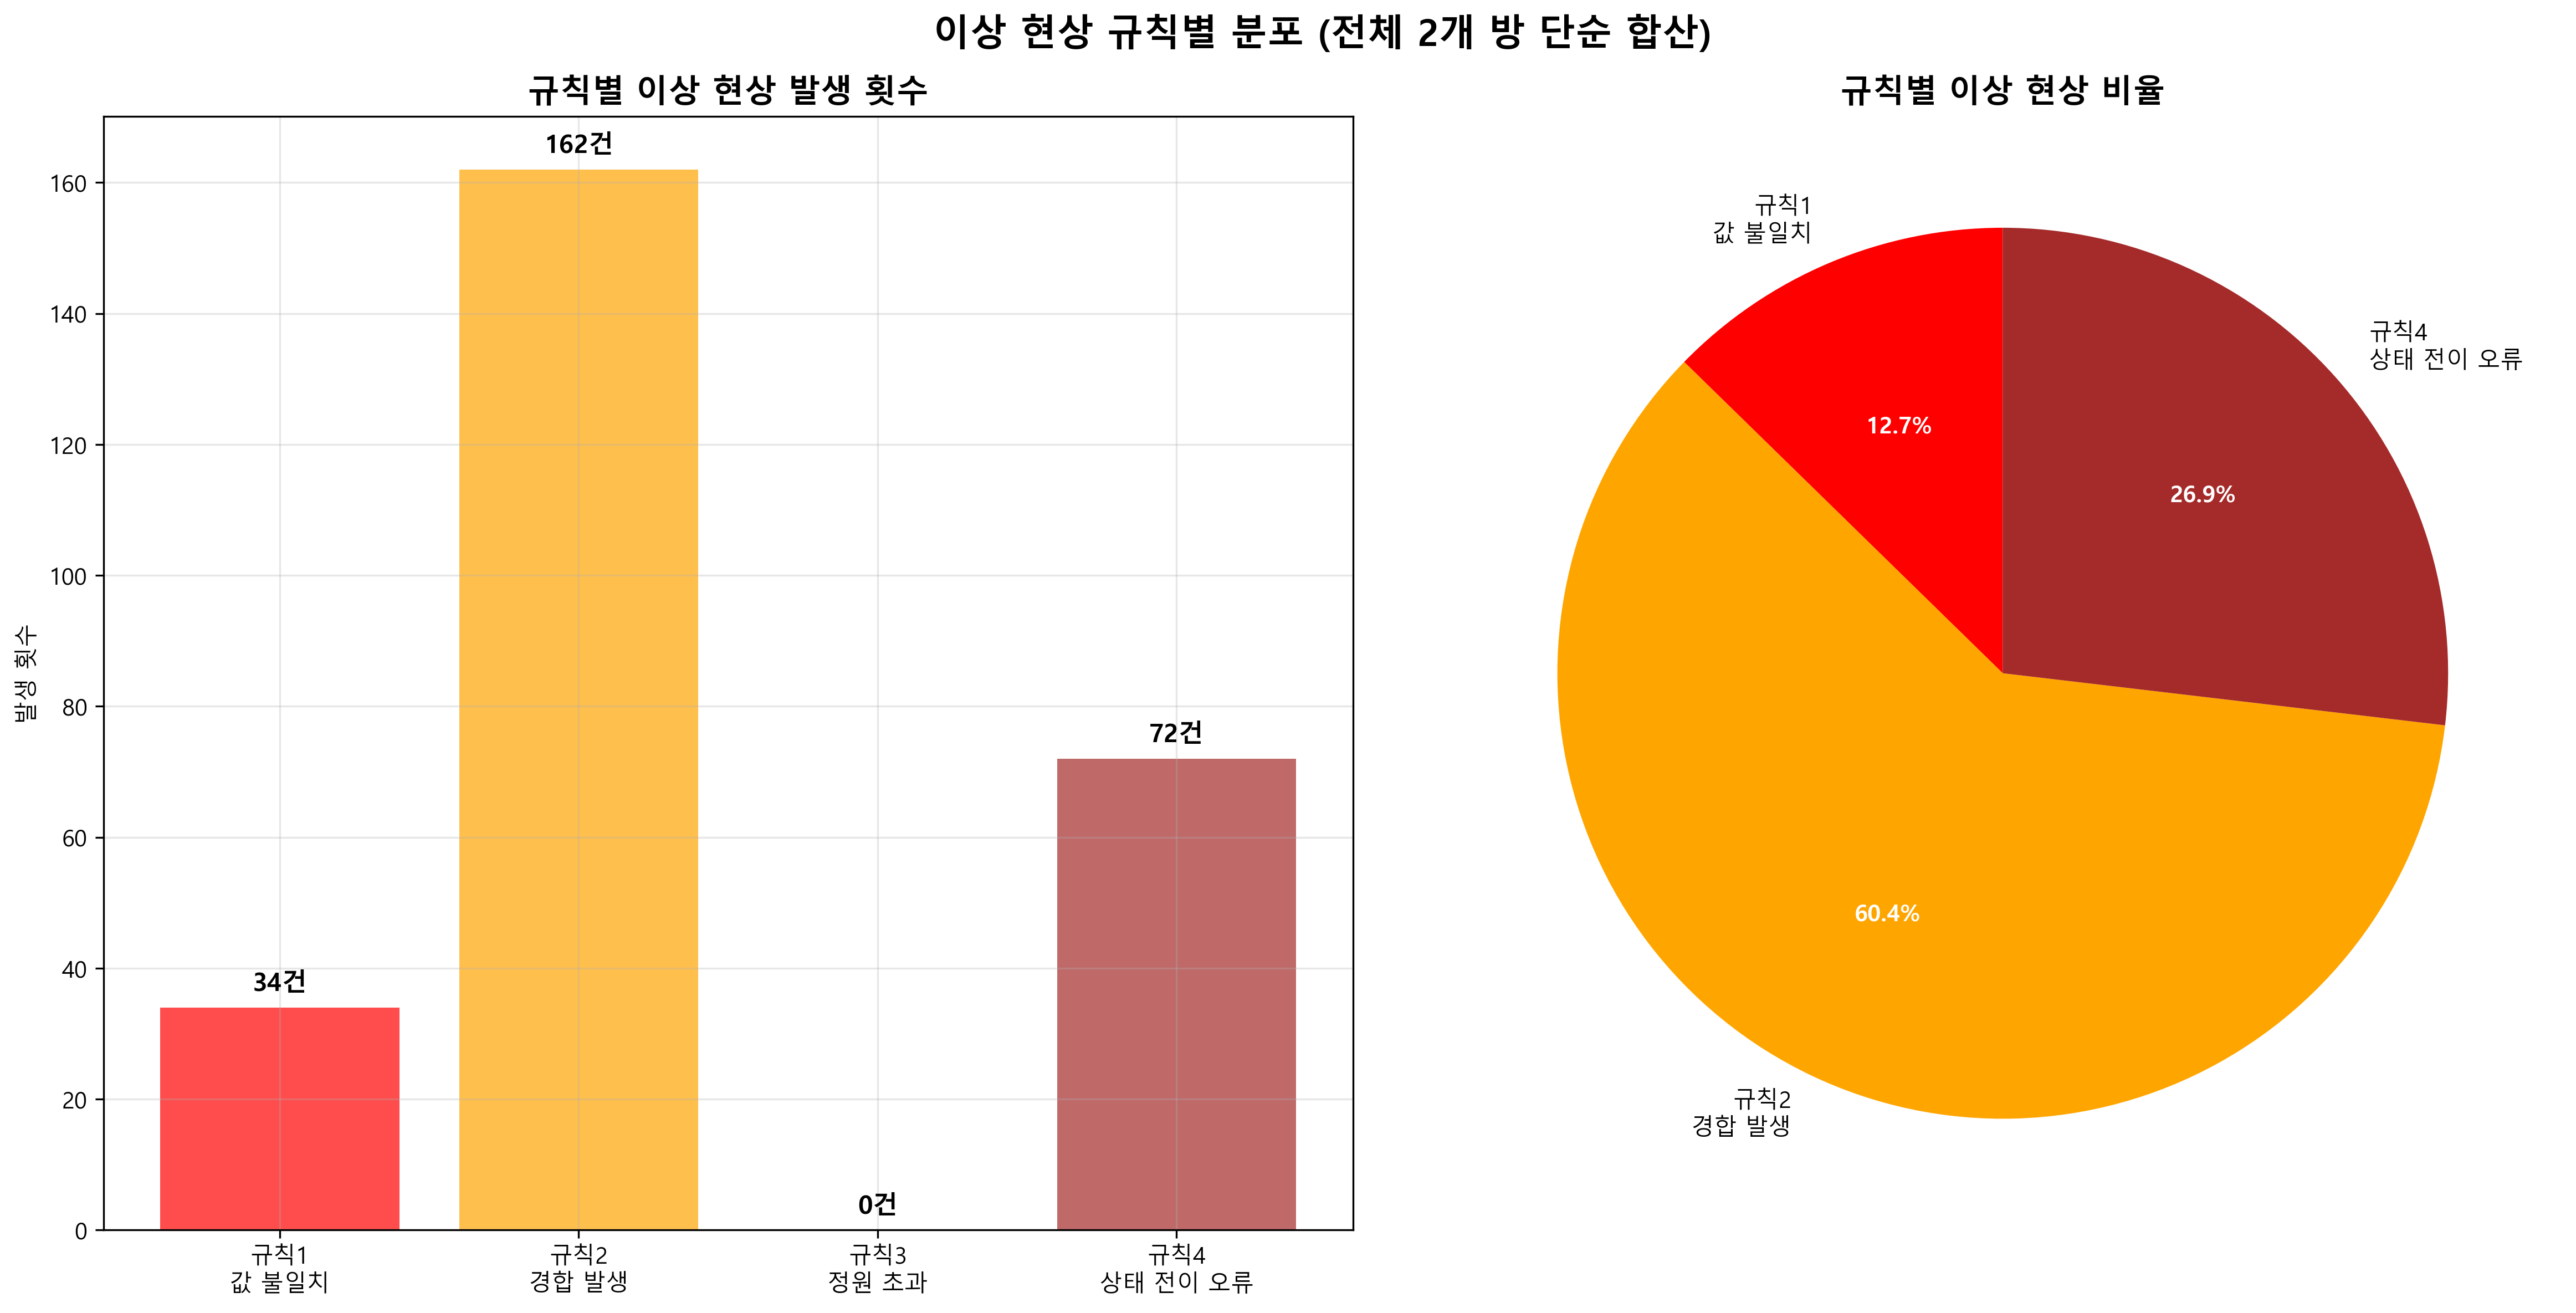 이상 현상 규칙별 분포 (전체 2개 방 단순 합산)
규칙별 이상 현상 발생 횟수
발생 횟수
160
140
120
100
80
60
40
20
0
34건
162건
0건
72건
규칙1
값 불일치
규칙2
경합 발생
규칙3
정원 초과
규칙4
상태 전이 오류
규칙별 이상 현상 비율
규칙1
값 불일치
규칙4
상태 전이 오류
12.7%
26.9%
60.4%
규칙2
경합 발생